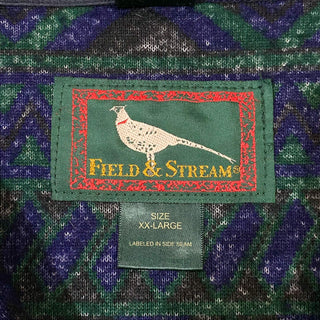 FIELD & STREAM®
SIZE
XX-LARGE
LABELED IN SIDE SEAM